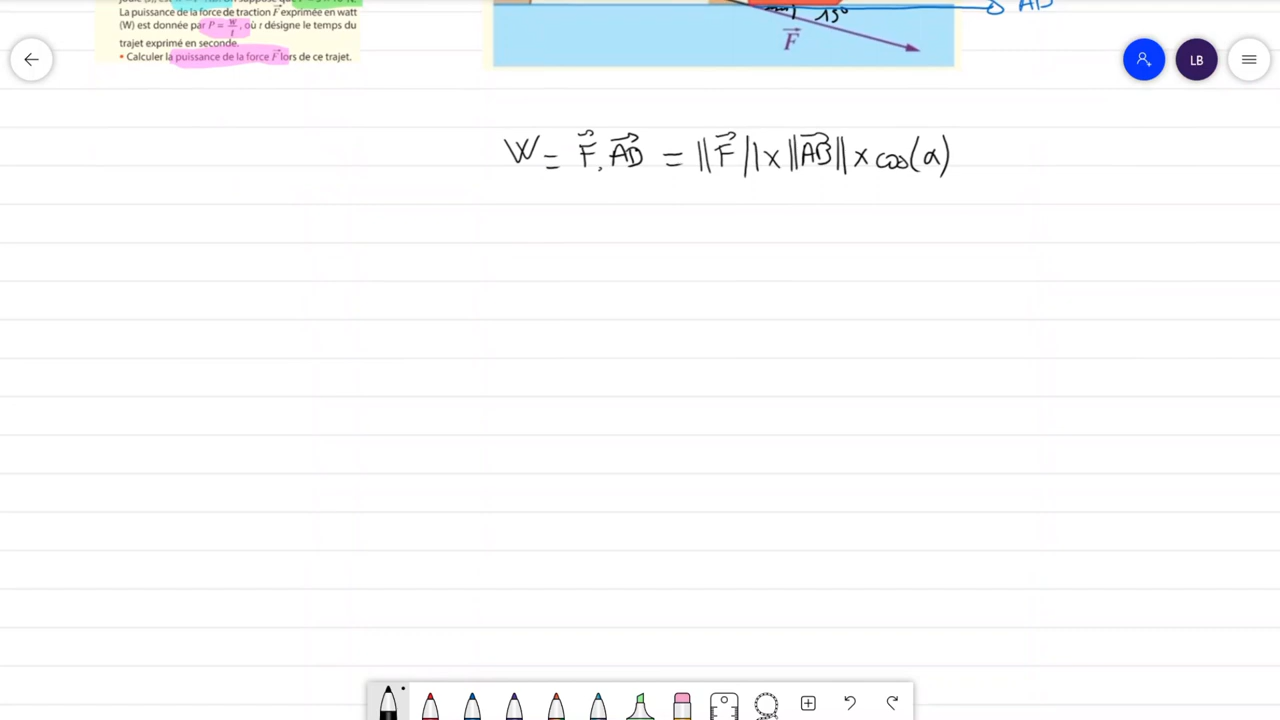 La puissance de la force de traction F⃗ exprimée en watt
(W) est donnée par P = W/t, où t désigne le temps du
trajet exprimé en seconde.
• Calculer la puissance de la force F⃗ lors de ce trajet.
15°
F⃗
LB
W = F⃗ . AB⃗ = ||F⃗|| x ||AB⃗|| x cos(α)